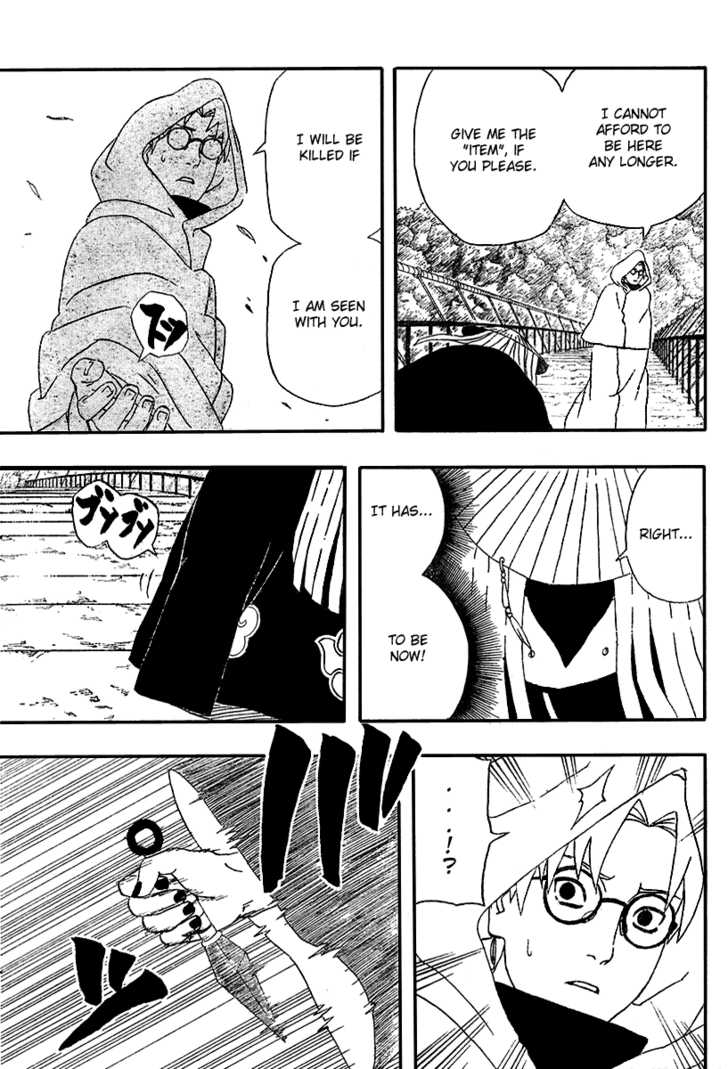 I CANNOT
AFFORD TO
BE HERE
ANY LONGER.
GIVE ME THE
"ITEM", IF
YOU PLEASE.
I WILL BE
KILLED IF
I AM SEEN
WITH YOU.
RIGHT...
IT HAS...
TO BE
NOW!
...!?